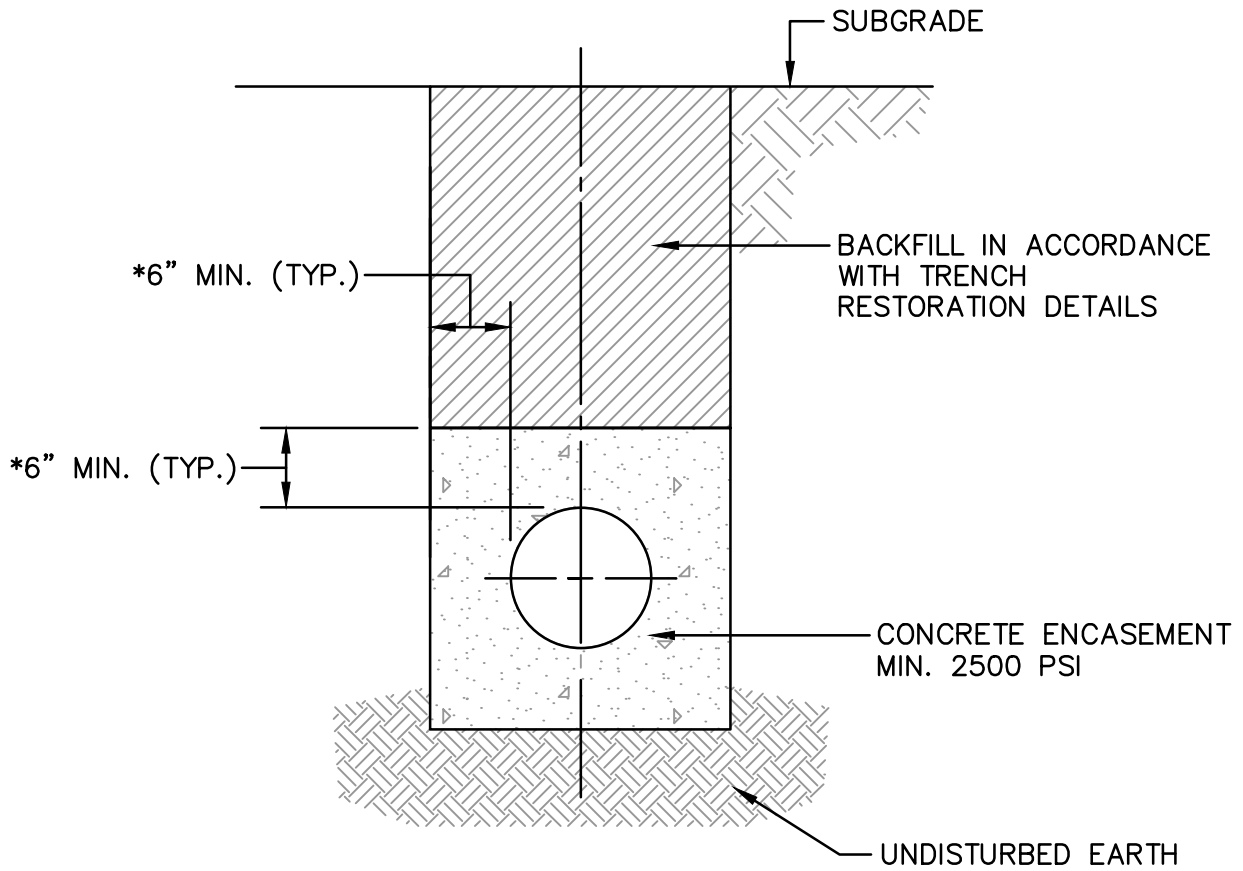 SUBGRADE
BACKFILL IN ACCORDANCE
WITH TRENCH
RESTORATION DETAILS
*6” MIN. (TYP.)
*6” MIN. (TYP.)
CONCRETE ENCASEMENT
MIN. 2500 PSI
UNDISTURBED EARTH